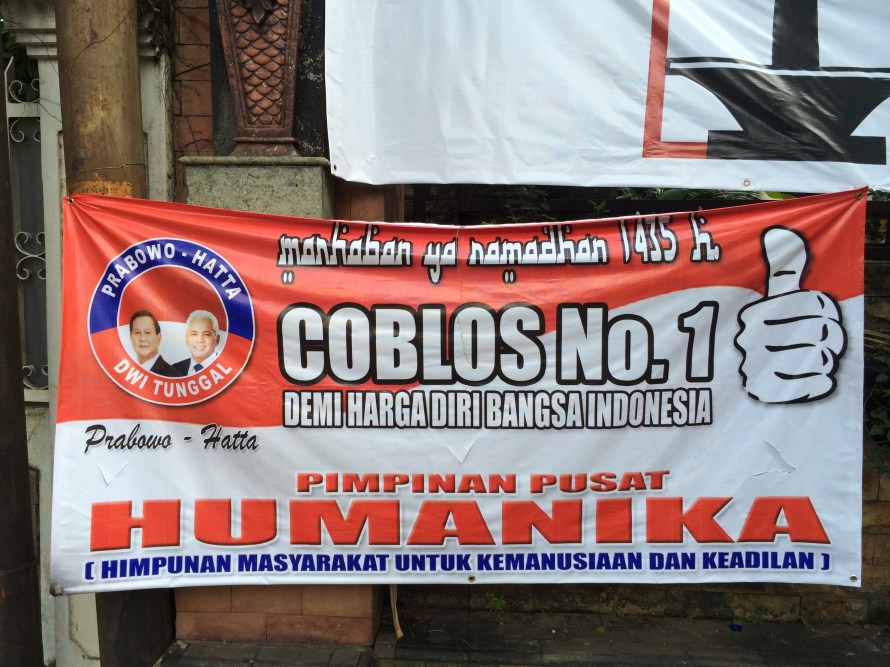 marhaban ya ramadhan 1435 h.
PRABOWO - HATTA
DWI TUNGGAL
Prabowo - Hatta
COBLOS No. 1
DEMI HARGA DIRI BANGSA INDONESIA
PIMPINAN PUSAT
HUMANIKA
( HIMPUNAN MASYARAKAT UNTUK KEMANUSIAAN DAN KEADILAN )